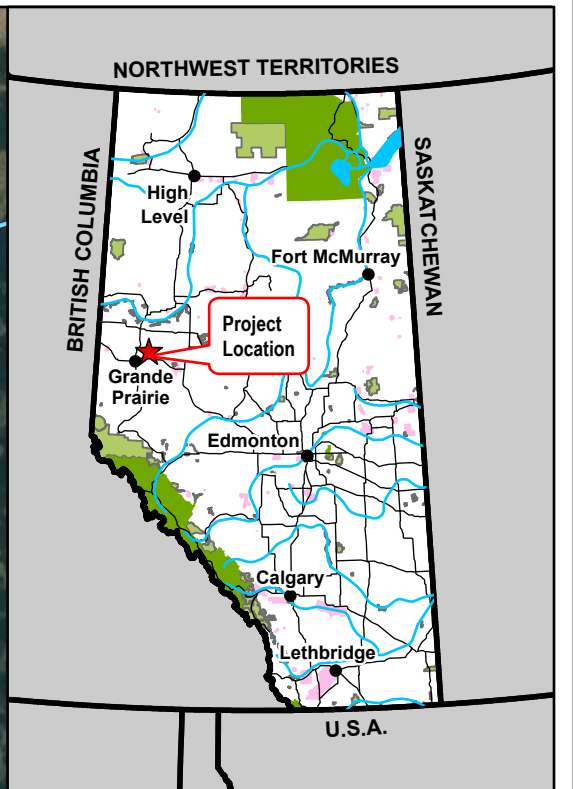 NORTHWEST TERRITORIES
BRITISH COLUMBIA
SASKATCHEWAN
High
Level
Fort McMurray
Project
Location
Grande
Prairie
Edmonton
Calgary
Lethbridge
U.S.A.